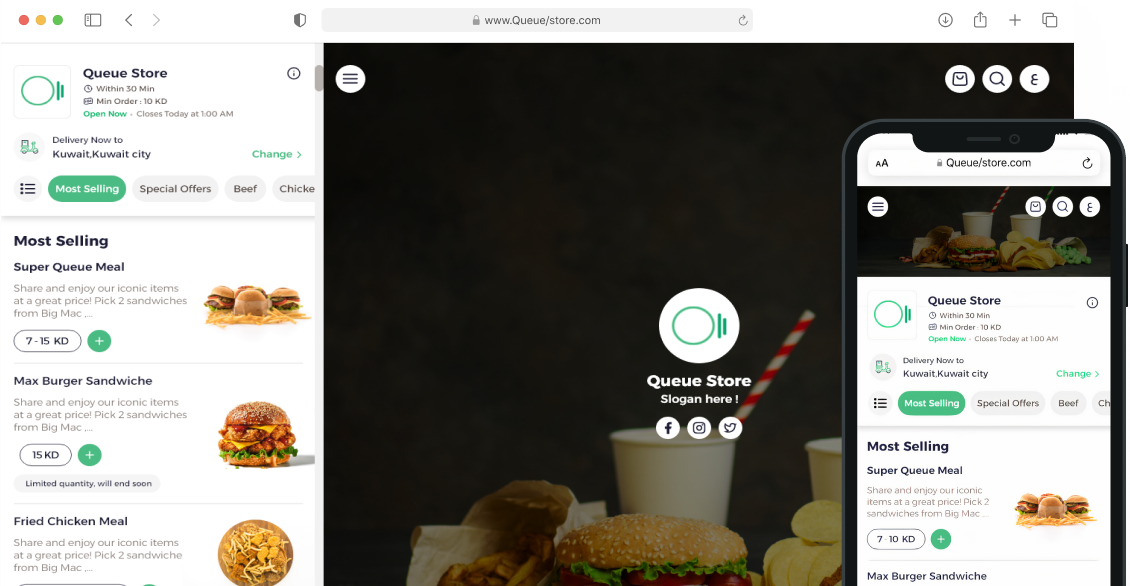 www.Queue/store.com
Queue Store
Within 30 Min
Min Order : 10 KD
Open Now - Closes Today at 1:00 AM
Delivery Now to
Kuwait,Kuwait city
Change >
Most Selling
Special Offers
Beef
Chicke
Most Selling
Super Queue Meal
Share and enjoy our iconic items
at a great price! Pick 2 sandwiches
from Big Mac ,...
7 - 15 KD
+
Max Burger Sandwiche
Share and enjoy our iconic items
at a great price! Pick 2 sandwiches
from Big Mac ,...
15 KD
+
Limited quantity, will end soon
Fried Chicken Meal
Share and enjoy our iconic items
at a great price! Pick 2 sandwiche
from Big Mac ,...
ع
Queue Store
Slogan here !
AA
Queue/store.com
ع
Queue Store
Within 30 Min
Min Order : 10 KD
Open Now - Closes Today at 1:00 AM
Delivery Now to
Kuwait,Kuwait city
Change >
Most Selling
Special Offers
Beef
Ch
Most Selling
Super Queue Meal
Share and enjoy our iconic
items at a great price! Pick 2
sandwiches from Big Mac ,...
7 - 10 KD
+
Max Burger Sandwiche